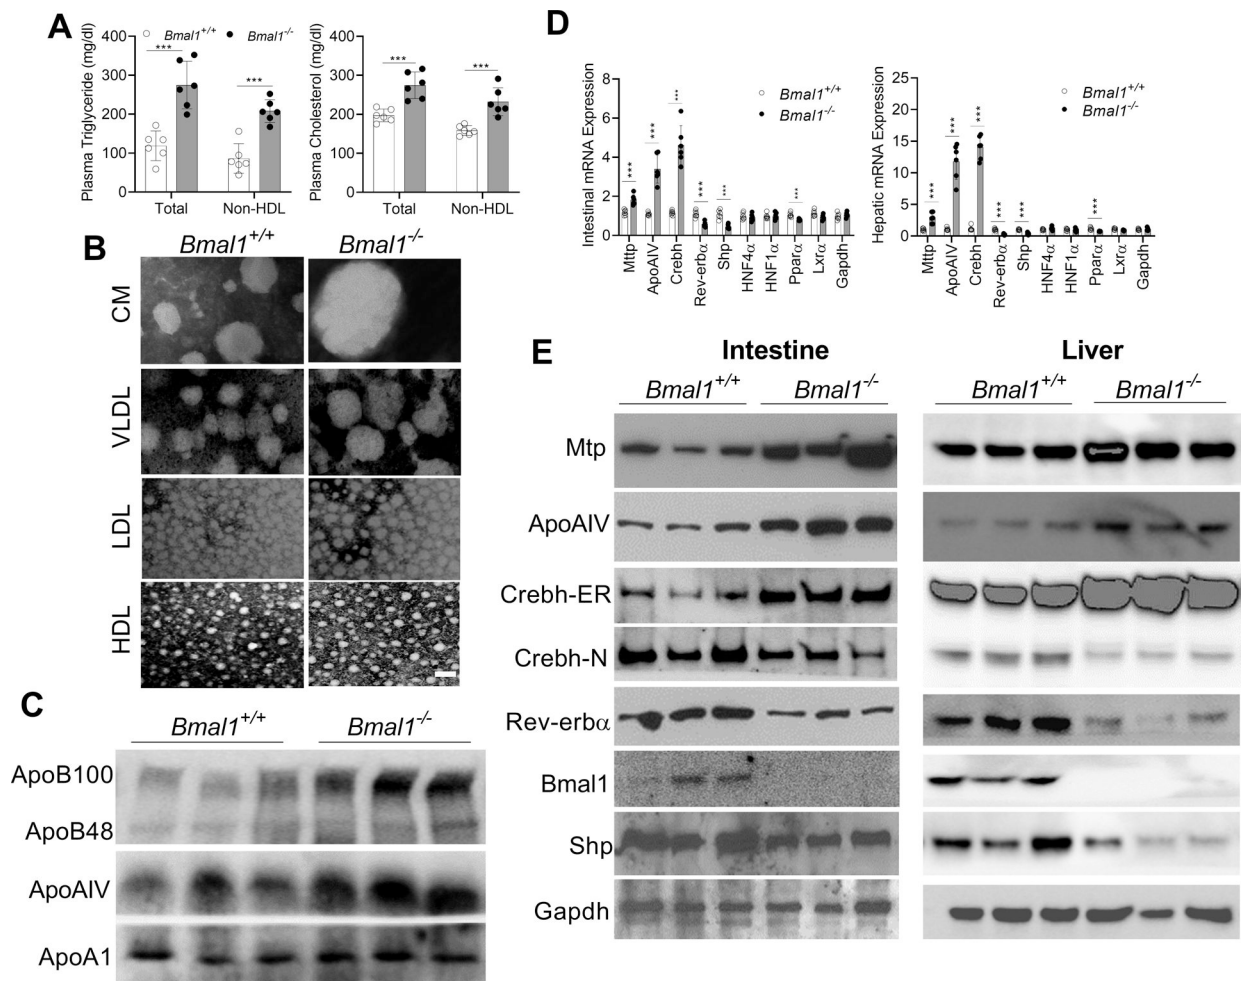 A
Bmal1+/+
Bmal1-/-
Plasma Triglyceride (mg/dl)
400
300
200
100
0
***
***
Total
Non-HDL
Plasma Cholesterol (mg/dl)
400
300
200
100
0
***
***
Total
Non-HDL
B
Bmal1+/+
Bmal1-/-
CM
VLDL
LDL
HDL
C
Bmal1+/+
Bmal1-/-
ApoB100
ApoB48
ApoAIV
ApoA1
D
Intestinal mRNA Expression
8
6
4
2
0
Bmal1+/+
Bmal1-/-
***
***
***
***
***
***
Mttp
ApoAIV
Crebh
Rev-erbα
Shp
HNF4α
HNF1α
Pparα
Lxrα
Gapdh
Hepatic mRNA Expression
25
20
15
10
5
0
Bmal1+/+
Bmal1-/-
***
***
***
***
***
***
Mttp
ApoAIV
Crebh
Rev-erbα
Shp
HNF4α
HNF1α
Pparα
Lxrα
Gapdh
E
Intestine
Liver
Bmal1+/+
Bmal1-/-
Bmal1+/+
Bmal1-/-
Mtp
ApoAIV
Crebh-ER
Crebh-N
Rev-erbα
Bmal1
Shp
Gapdh